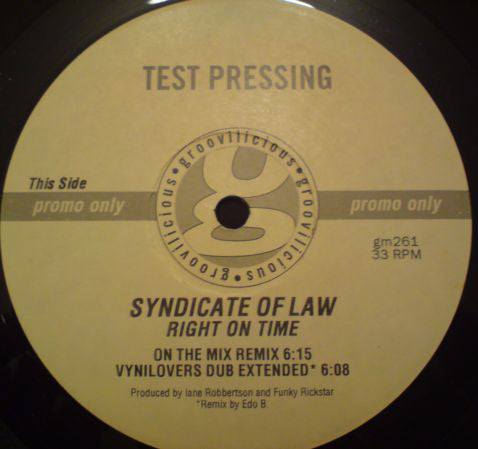 TEST PRESSING
•groovilicious•groovilicious•groovilicious
This Side
promo only
promo only
gm261
33 RPM
SYNDICATE OF LAW
RIGHT ON TIME
ON THE MIX REMIX 6:15
VYNILOVERS DUB EXTENDED* 6:08
Produced by Iane Robbertson and Funky Rickstar
*Remix by Edo B.